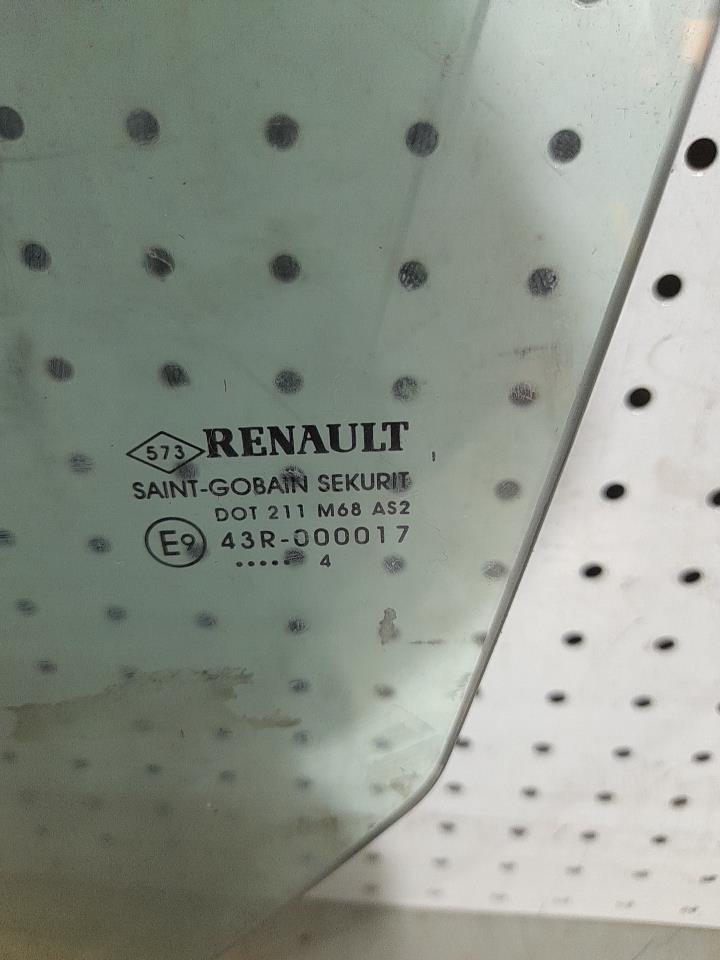 573 RENAULT
SAINT-GOBAIN SEKURIT
DOT 211 M68 AS2
E9 43R-000017
..... 4